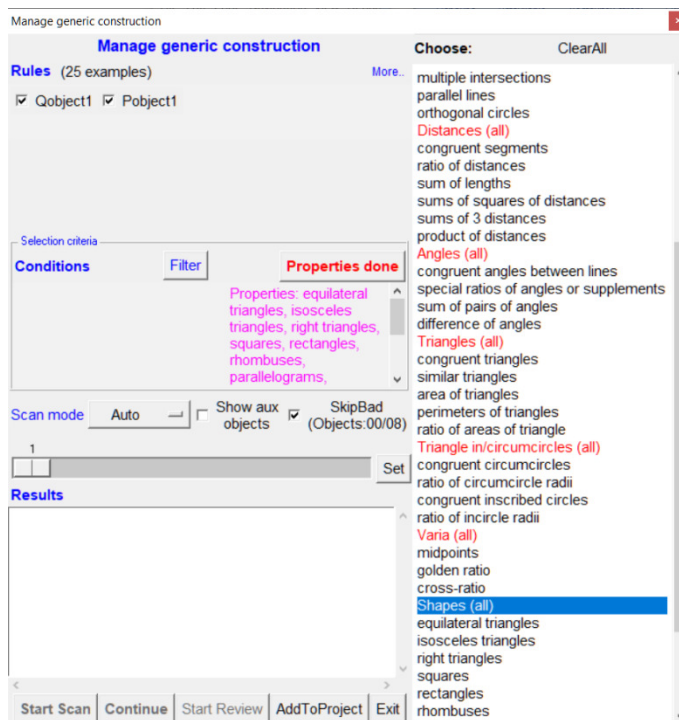 Manage generic construction
Manage generic construction
Rules (25 examples) More..
Qobject1 Pobject1
Selection criteria
Conditions Filter Properties done
Properties: equilateral
triangles, isosceles
triangles, right triangles,
squares, rectangles,
rhombuses,
parallelograms,
Scan mode Auto Show aux objects SkipBad (Objects:00/08)
1
Set
Results
Start Scan Continue Start Review AddToProject Exit
Choose: ClearAll
multiple intersections
parallel lines
orthogonal circles
Distances (all)
congruent segments
ratio of distances
sum of lengths
sums of squares of distances
sums of 3 distances
product of distances
Angles (all)
congruent angles between lines
special ratios of angles or supplements
sum of pairs of angles
difference of angles
Triangles (all)
congruent triangles
similar triangles
area of triangles
perimeters of triangles
ratio of areas of triangle
Triangle in/circumcircles (all)
congruent circumcircles
ratio of circumcircle radii
congruent inscribed circles
ratio of incircle radii
Varia (all)
midpoints
golden ratio
cross-ratio
Shapes (all)
equilateral triangles
isosceles triangles
right triangles
squares
rectangles
rhombuses